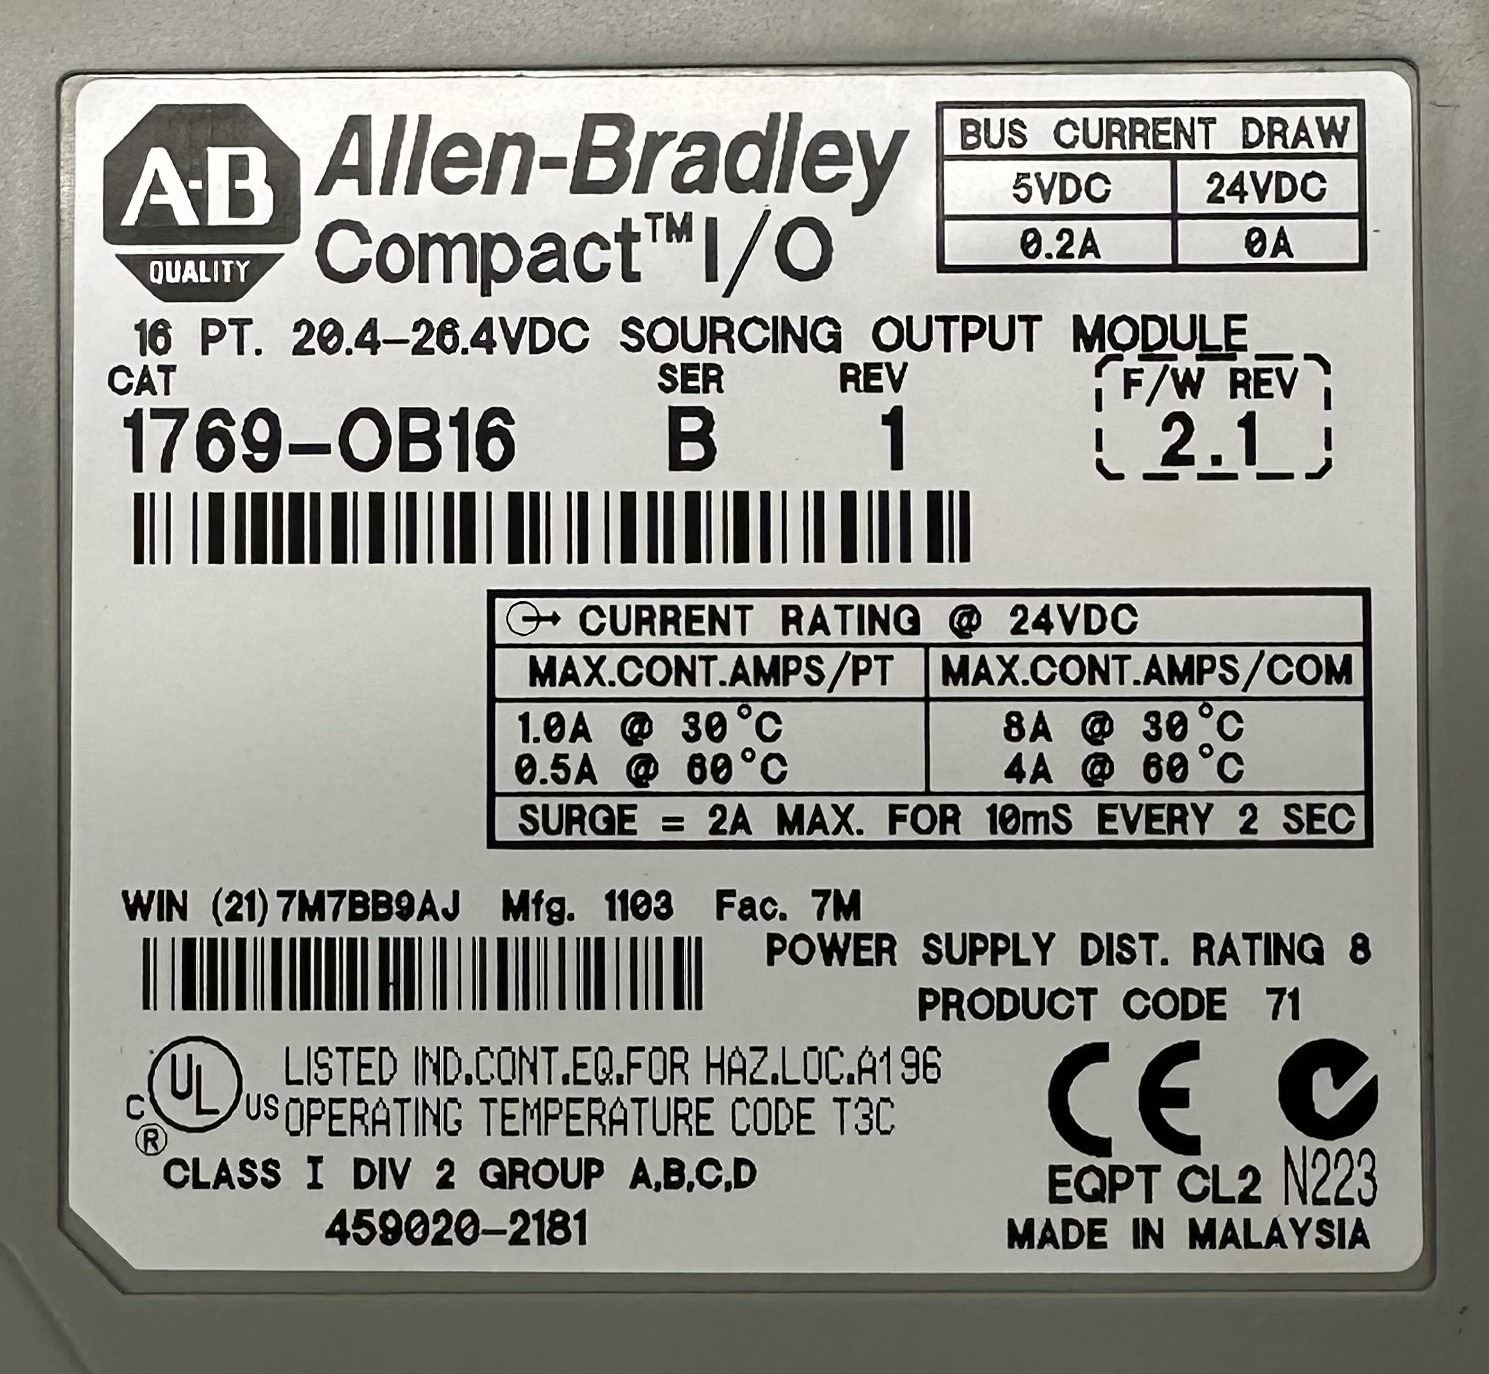 A-B
QUALITY
Allen-Bradley
Compact™ I/O
BUS CURRENT DRAW
5VDC 24VDC
0.2A 0A
16 PT. 20.4-26.4VDC SOURCING OUTPUT MODULE
CAT SER REV F/W REV
1769-OB16 B 1 2.1
CURRENT RATING @ 24VDC
MAX.CONT.AMPS/PT MAX.CONT.AMPS/COM
1.0A @ 30°C 8A @ 30°C
0.5A @ 60°C 4A @ 60°C
SURGE = 2A MAX. FOR 10mS EVERY 2 SEC
WIN (21)7M7BB9AJ Mfg. 1103 Fac. 7M
POWER SUPPLY DIST. RATING 8
PRODUCT CODE 71
C UL US ®
LISTED IND.CONT.EQ.FOR HAZ.LOC.A196
OPERATING TEMPERATURE CODE T3C
CLASS I DIV 2 GROUP A,B,C,D
459020-2181
CE
EQPT CL2 N223
MADE IN MALAYSIA